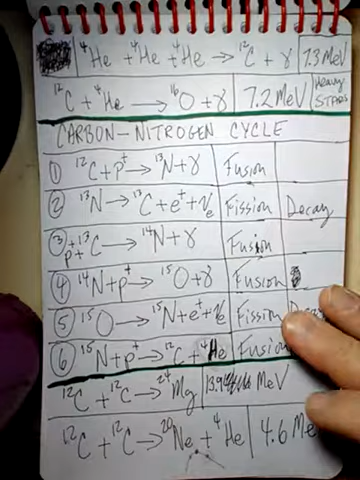 ⁴He + ⁴He + ⁴He → ¹²C + γ 7.3 MeV
¹²C + ⁴He → ¹⁶O + γ 7.2 MeV Heavy STARS
CARBON-NITROGEN CYCLE
① ¹²C + p⁺ → ¹³N + γ Fusion
② ¹³N → ¹³C + e⁺ + νe Fission Decay
③ p⁺ + ¹³C → ¹⁴N + γ Fusion
④ ¹⁴N + p⁺ → ¹⁵O + γ Fusion
⑤ ¹⁵O → ¹⁵N + e⁺ + νe Fission
⑥ ¹⁵N + p⁺ → ¹²C + ⁴He Fusion
¹²C + ¹²C → ²⁴Mg 13.9 MeV
¹²C + ¹²C → ²⁰Ne + ⁴He 4.6 Me